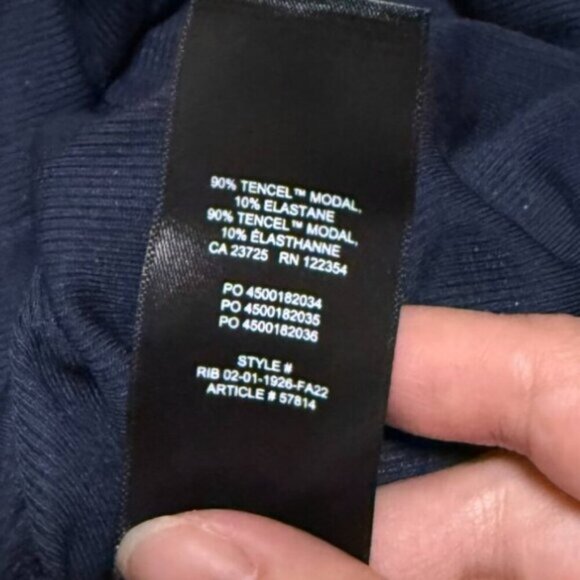 90% TENCEL™ MODAL,
10% ELASTANE
90% TENCEL™ MODAL,
10% ÉLASTHANNE
CA 23725 RN 122354
PO 4500182034
PO 4500182035
PO 4500182036
STYLE #
RIB 02-01-1926-FA22
ARTICLE # 57814